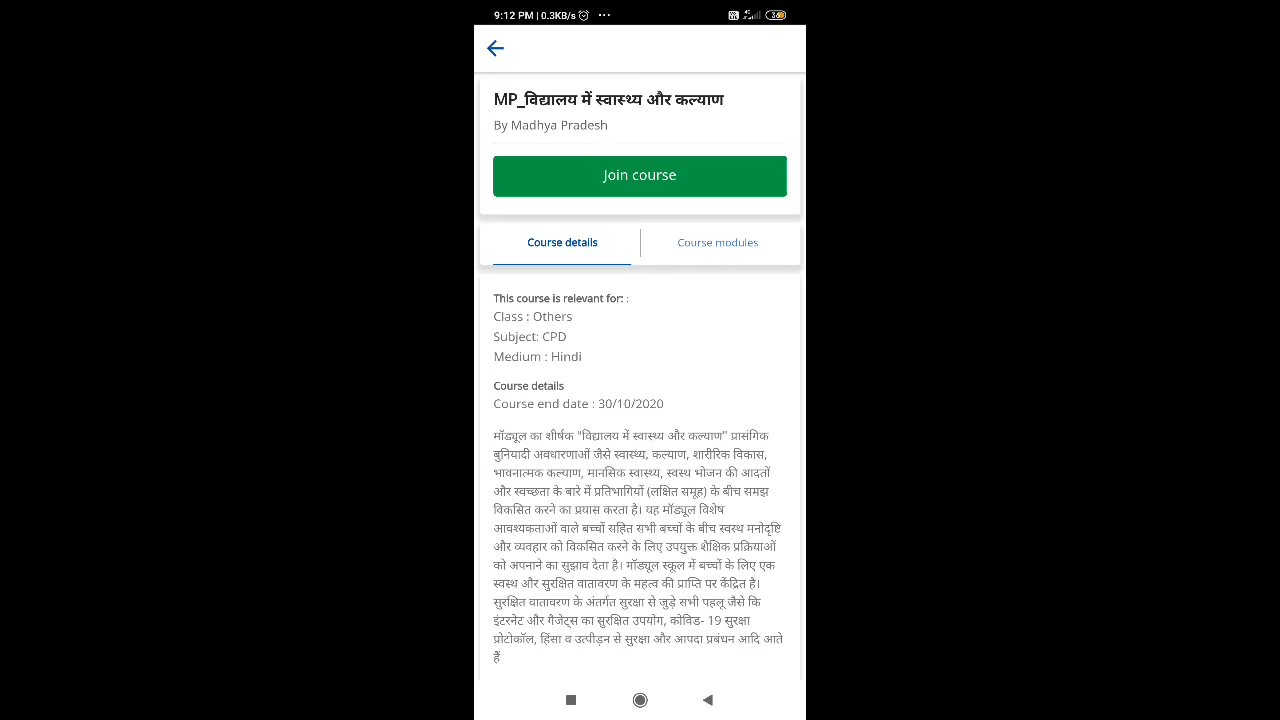 9:12 PM | 0.3KB/s ...
4G
MP_विद्यालय में स्वास्थ्य और कल्याण
By Madhya Pradesh
Join course
Course details
Course modules
This course is relevant for: :
Class : Others
Subject: CPD
Medium : Hindi
Course details
Course end date : 30/10/2020
मॉड्यूल का शीर्षक "विद्यालय में स्वास्थ्य और कल्याण" प्रासंगिक
बुनियादी अवधारणाओं जैसे स्वास्थ्य, कल्याण, शारीरिक विकास,
भावनात्मक कल्याण, मानसिक स्वास्थ्य, स्वस्थ भोजन की आदतों
और स्वच्छता के बारे में प्रतिभागियों (लक्षित समूह) के बीच समझ
विकसित करने का प्रयास करता है। यह मॉड्यूल विशेष
आवश्यकताओं वाले बच्चों सहित सभी बच्चों के बीच स्वस्थ मनोदृष्टि
और व्यवहार को विकसित करने के लिए उपयुक्त शैक्षिक प्रक्रियाओं
को अपनाने का सुझाव देता है। मॉड्यूल स्कूल में बच्चों के लिए एक
स्वस्थ और सुरक्षित वातावरण के महत्व की प्राप्ति पर केंद्रित है।
सुरक्षित वातावरण के अंतर्गत सुरक्षा से जुड़े सभी पहलू जैसे कि
इंटरनेट और गैजेट्स का सुरक्षित उपयोग, कोविड- 19 सुरक्षा
प्रोटोकॉल, हिंसा व उत्पीड़न से सुरक्षा और आपदा प्रबंधन आदि आते
हैं